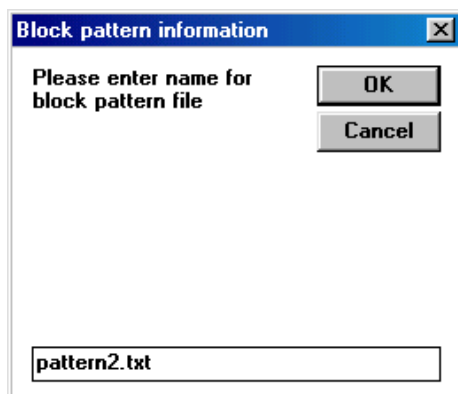 Block pattern information
Please enter name for
block pattern file
OK
Cancel
pattern2.txt